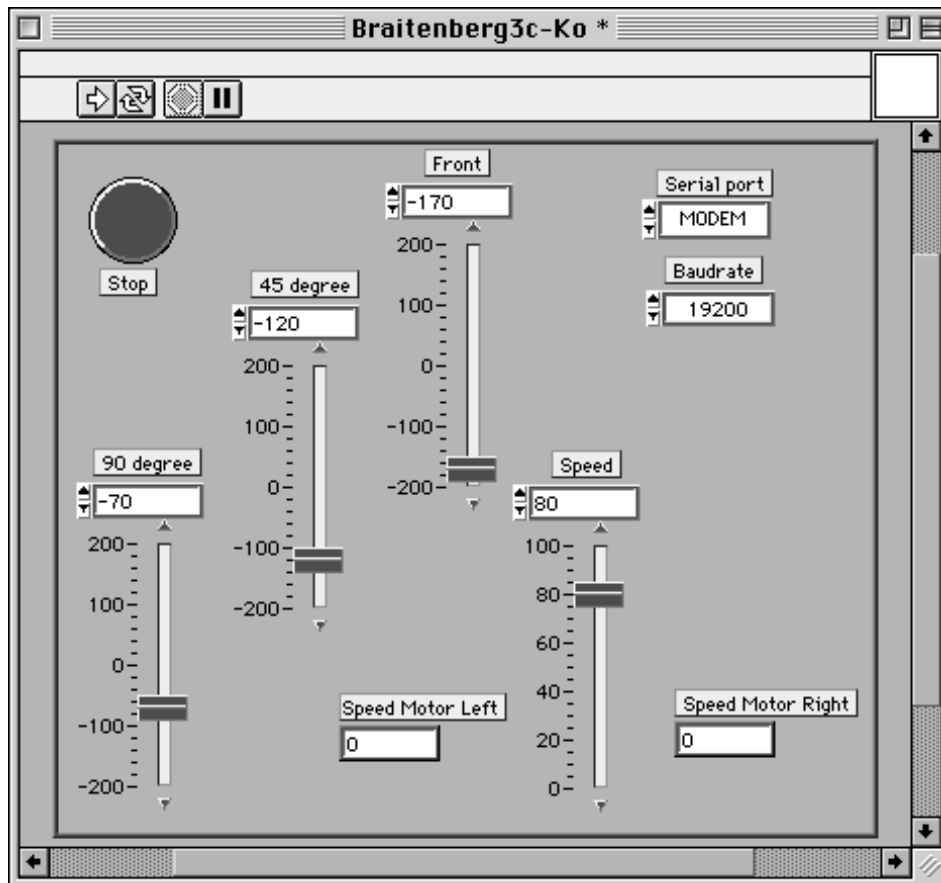 Braitenberg3c-Ko *
Front
-170
200
100
0
-100
-200
Serial port
MODEM
Baudrate
19200
Stop
45 degree
-120
200
100
0
-100
-200
90 degree
-70
200
100
0
-100
-200
Speed
80
100
80
60
40
20
0
Speed Motor Left
0
Speed Motor Right
0